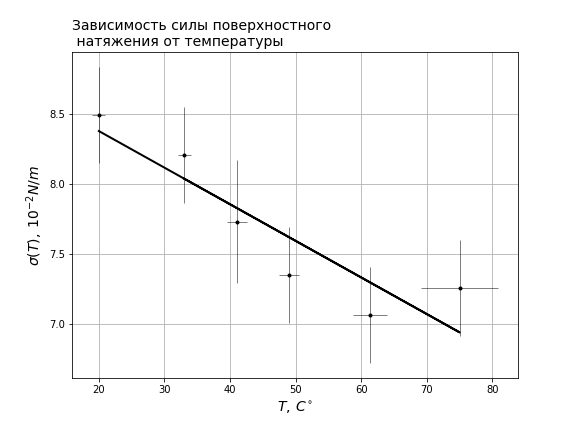 Зависимость силы поверхностного
натяжения от температуры
8.5
8.0
7.5
7.0
σ(T), 10⁻²N/m
20 30 40 50 60 70 80
T, C°